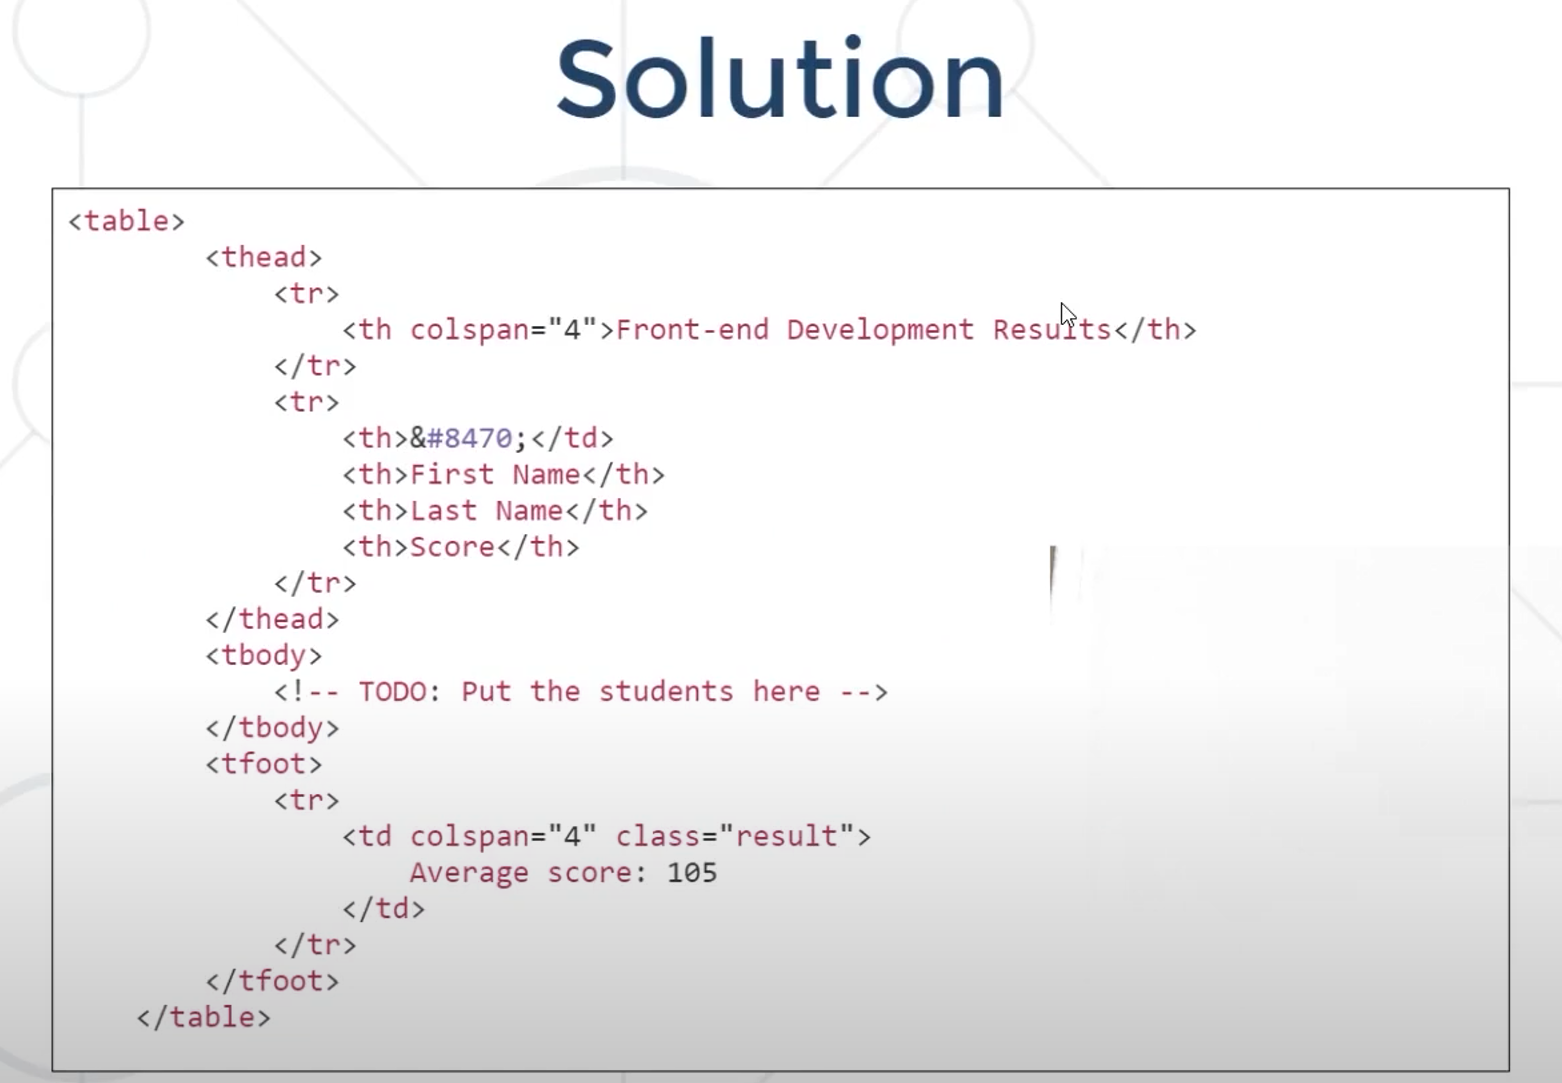 Solution
<table>
<thead>
<tr>
<th colspan="4">Front-end Development Results</th>
</tr>
<tr>
<th>&#8470;</td>
<th>First Name</th>
<th>Last Name</th>
<th>Score</th>
</tr>
</thead>
<tbody>
<!-- TODO: Put the students here -->
</tbody>
<tfoot>
<tr>
<td colspan="4" class="result">
Average score: 105
</td>
</tr>
</tfoot>
</table>